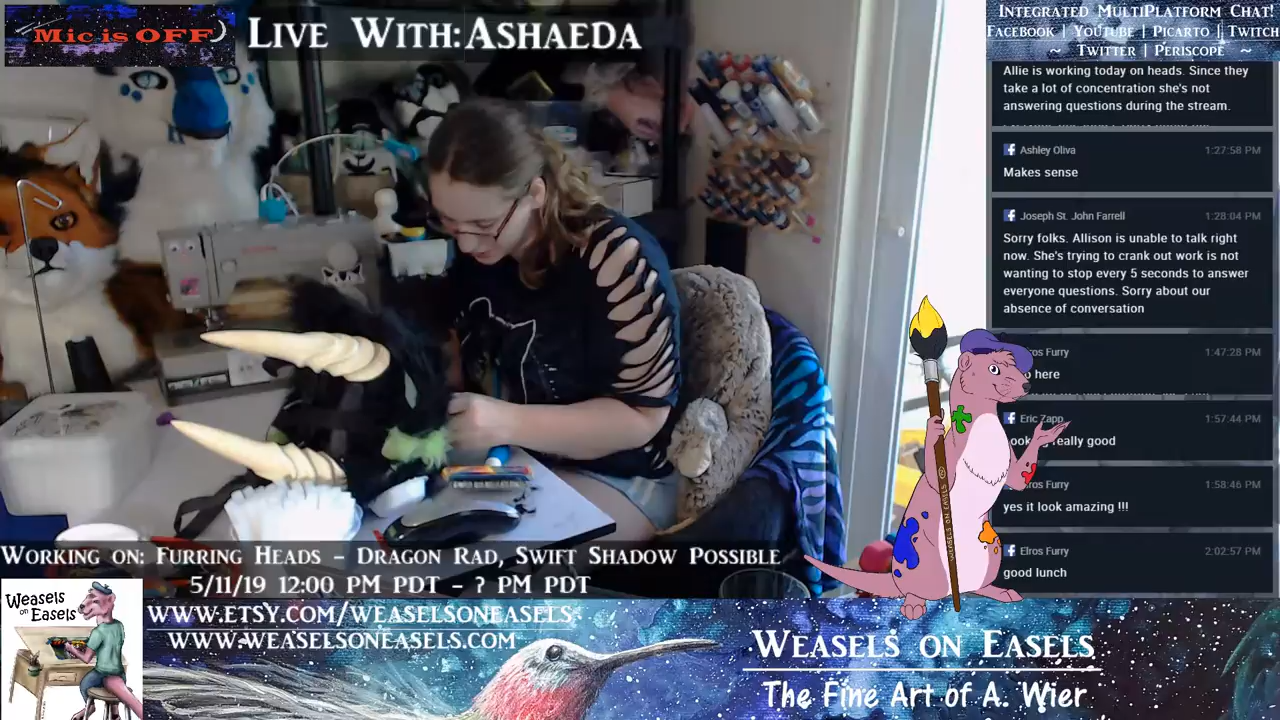 Mic is OFF
Live With: Ashaeda
Integrated MultiPlatform Chat!
Facebook | Youtube | Picarto | Twitch
~ Twitter | Periscope ~
Allie is working today on heads. Since they
take a lot of concentration she's not
answering questions during the stream.
Ashley Oliva 1:27:58 PM
Makes sense
Joseph St. John Farrell 1:28:04 PM
Sorry folks. Allison is unable to talk right
now. She's trying to crank out work is not
wanting to stop every 5 seconds to answer
everyone questions. Sorry about our
absence of conversation
Furry 1:47:28 PM
here
Eric Zapp 1:57:44 PM
really good
Furry 1:58:46 PM
yes it look amazing !!!
Elros Furry 2:02:57 PM
good lunch
WEASELS ON EASELS
Working on: Furring Heads – Dragon Rad, Swift Shadow Possible
5/11/19 12:00 PM PDT – ? PM PDT
Weasels on Easels
www.etsy.com/weaselsoneasels
www.weaselsoneasels.com
Weasels on Easels
The Fine Art of A. Wier